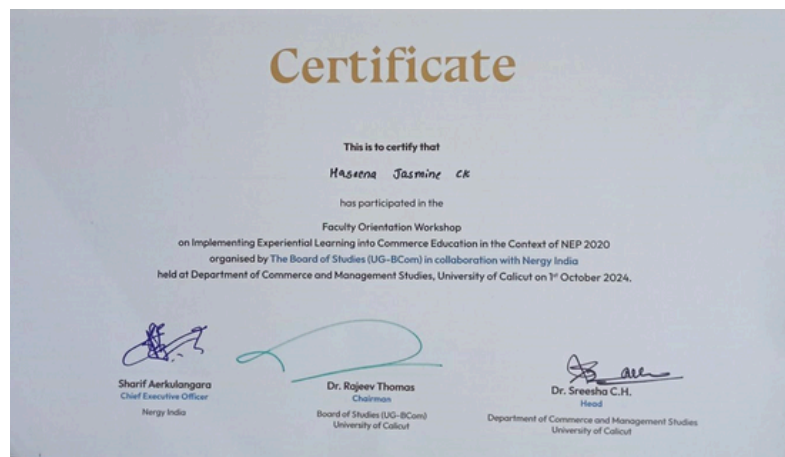 Certificate
This is to certify that
Haseena Jasmine CK
has participated in the
Faculty Orientation Workshop
on Implementing Experiential Learning into Commerce Education in the Context of NEP 2020
organised by The Board of Studies (UG-BCom) in collaboration with Nergy India
held at Department of Commerce and Management Studies, University of Calicut on 1st October 2024.
Sharif Aerkulangara
Chief Executive Officer
Nergy India
Dr. Rajeev Thomas
Chairman
Board of Studies (UG-BCom)
University of Calicut
Dr. Sreesha C.H.
Head
Department of Commerce and Management Studies
University of Calicut